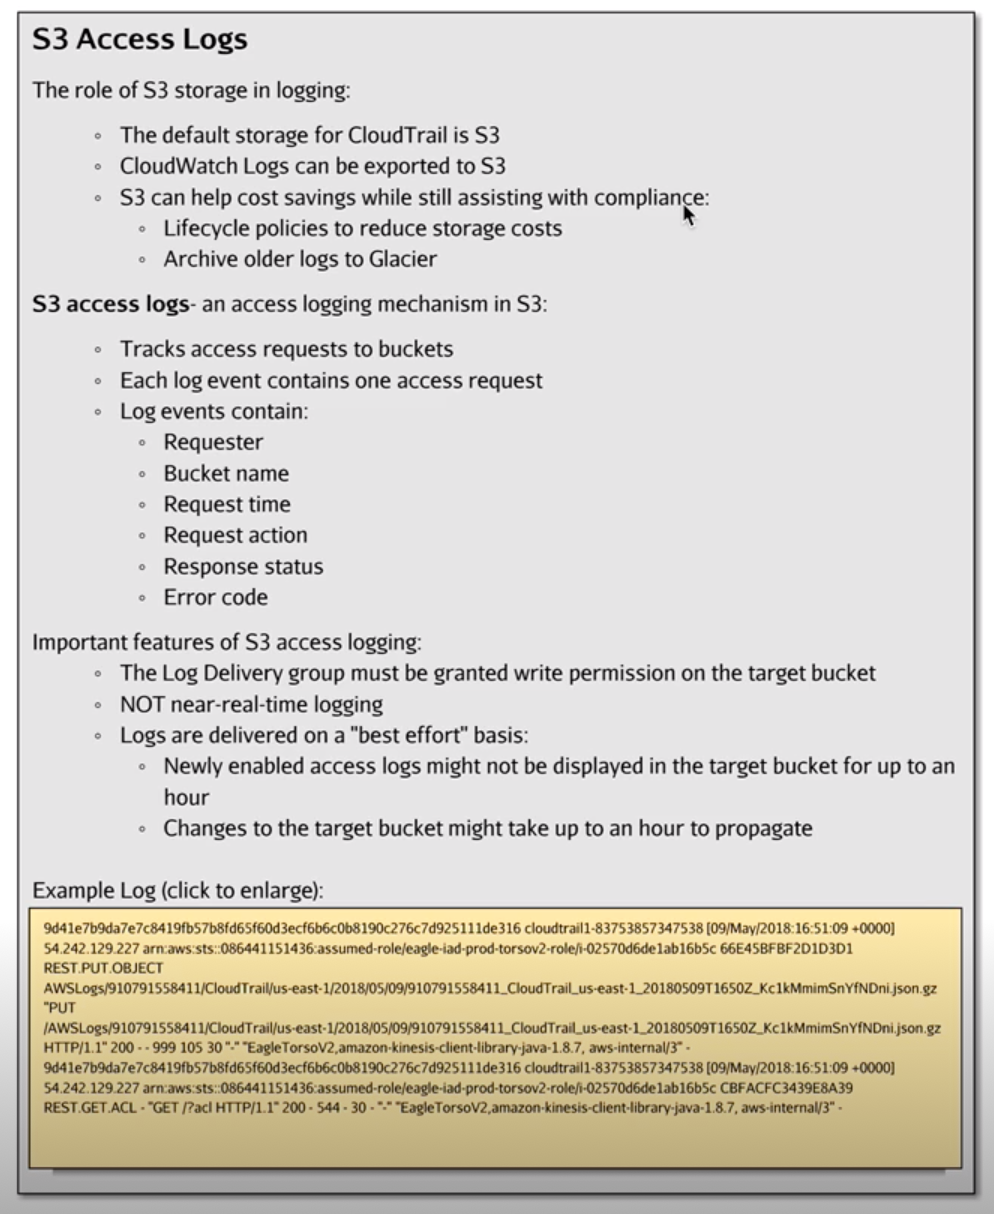 S3 Access Logs
The role of S3 storage in logging:
◦ The default storage for CloudTrail is S3
◦ CloudWatch Logs can be exported to S3
◦ S3 can help cost savings while still assisting with compliance:
◦ Lifecycle policies to reduce storage costs
◦ Archive older logs to Glacier
S3 access logs- an access logging mechanism in S3:
◦ Tracks access requests to buckets
◦ Each log event contains one access request
◦ Log events contain:
◦ Requester
◦ Bucket name
◦ Request time
◦ Request action
◦ Response status
◦ Error code
Important features of S3 access logging:
◦ The Log Delivery group must be granted write permission on the target bucket
◦ NOT near-real-time logging
◦ Logs are delivered on a "best effort" basis:
◦ Newly enabled access logs might not be displayed in the target bucket for up to an
hour
◦ Changes to the target bucket might take up to an hour to propagate
Example Log (click to enlarge):
9d41e7b9da7e7c8419fb57b8fd65f60d3ecf6b6c0b8190c276c7d925111de316 cloudtrail1-83753857347538 [09/May/2018:16:51:09 +0000]
54.242.129.227 arn:aws:sts::086441151436:assumed-role/eagle-iad-prod-torsov2-role/i-02570d6de1ab16b5c 66E45BFBF2D1D3D1
REST.PUT.OBJECT
AWSLogs/910791558411/CloudTrail/us-east-1/2018/05/09/910791558411_CloudTrail_us-east-1_20180509T1650Z_Kc1kMmimSnYfNDni.json.gz
"PUT
/AWSLogs/910791558411/CloudTrail/us-east-1/2018/05/09/910791558411_CloudTrail_us-east-1_20180509T1650Z_Kc1kMmimSnYfNDni.json.gz
HTTP/1.1" 200 - - 999 105 30 "-" "EagleTorsoV2,amazon-kinesis-client-library-java-1.8.7, aws-internal/3" -
9d41e7b9da7e7c8419fb57b8fd65f60d3ecf6b6c0b8190c276c7d925111de316 cloudtrail1-83753857347538 [09/May/2018:16:51:09 +0000]
54.242.129.227 arn:aws:sts::086441151436:assumed-role/eagle-iad-prod-torsov2-role/i-02570d6de1ab16b5c CBFACFC3439E8A39
REST.GET.ACL - "GET /?acl HTTP/1.1" 200 - 544 - 30 - "-" "EagleTorsoV2,amazon-kinesis-client-library-java-1.8.7, aws-internal/3" -